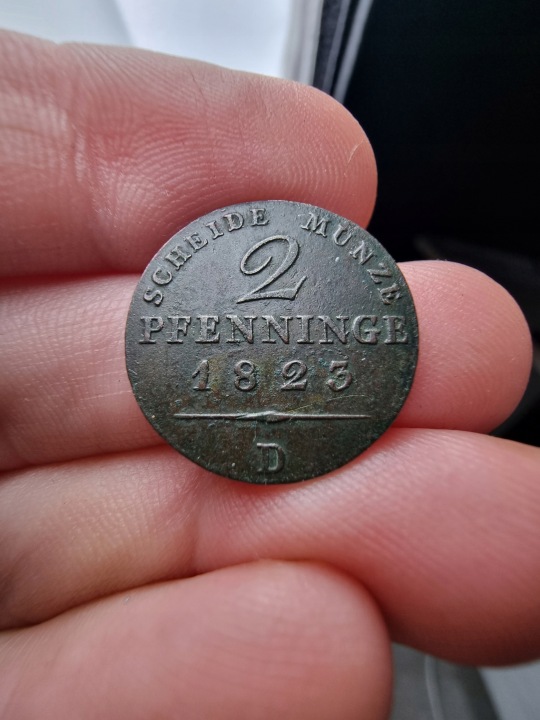 SCHEIDE MÜNZE
2
PFENNINGE
1823
D